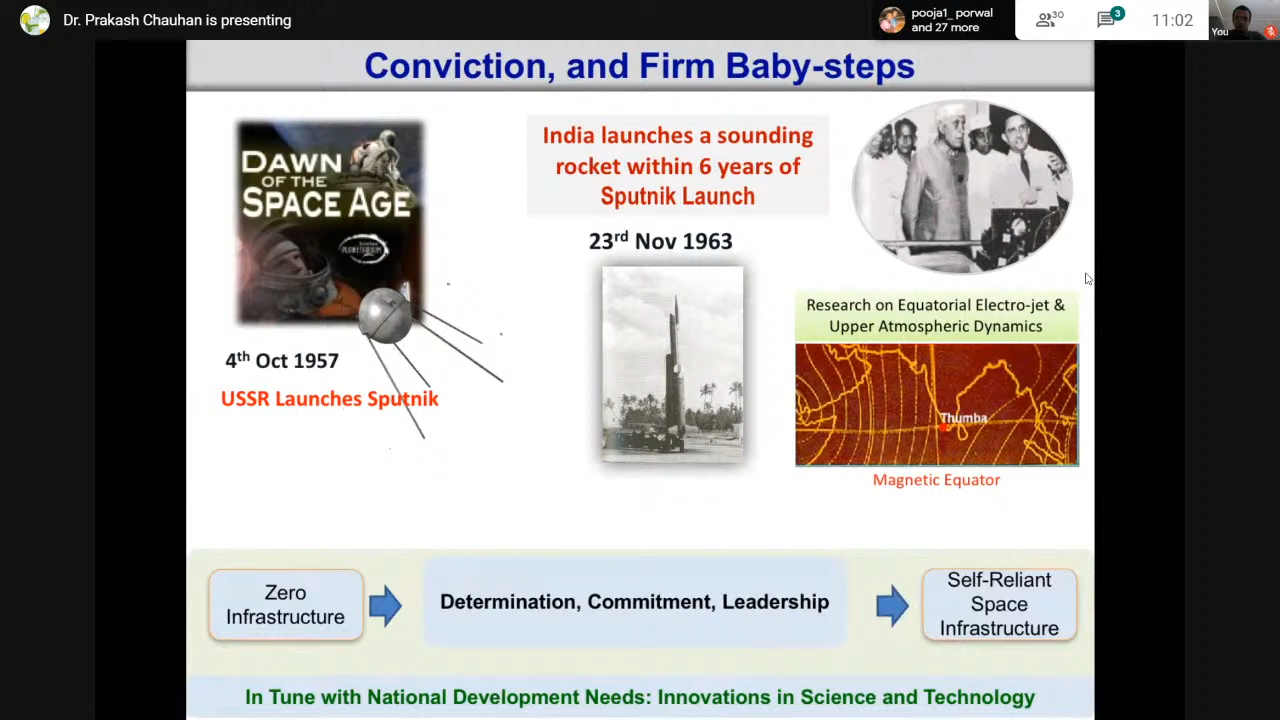 Dr. Prakash Chauhan is presenting
pooja1_ porwal
and 27 more
30
3
11:02
You
Conviction, and Firm Baby-steps
DAWN
OF THE
SPACE AGE
PLANETARIUM
4th Oct 1957
USSR Launches Sputnik
India launches a sounding
rocket within 6 years of
Sputnik Launch
23rd Nov 1963
Research on Equatorial Electro-jet &
Upper Atmospheric Dynamics
Thumba
Magnetic Equator
Zero
Infrastructure
Determination, Commitment, Leadership
Self-Reliant
Space
Infrastructure
In Tune with National Development Needs: Innovations in Science and Technology